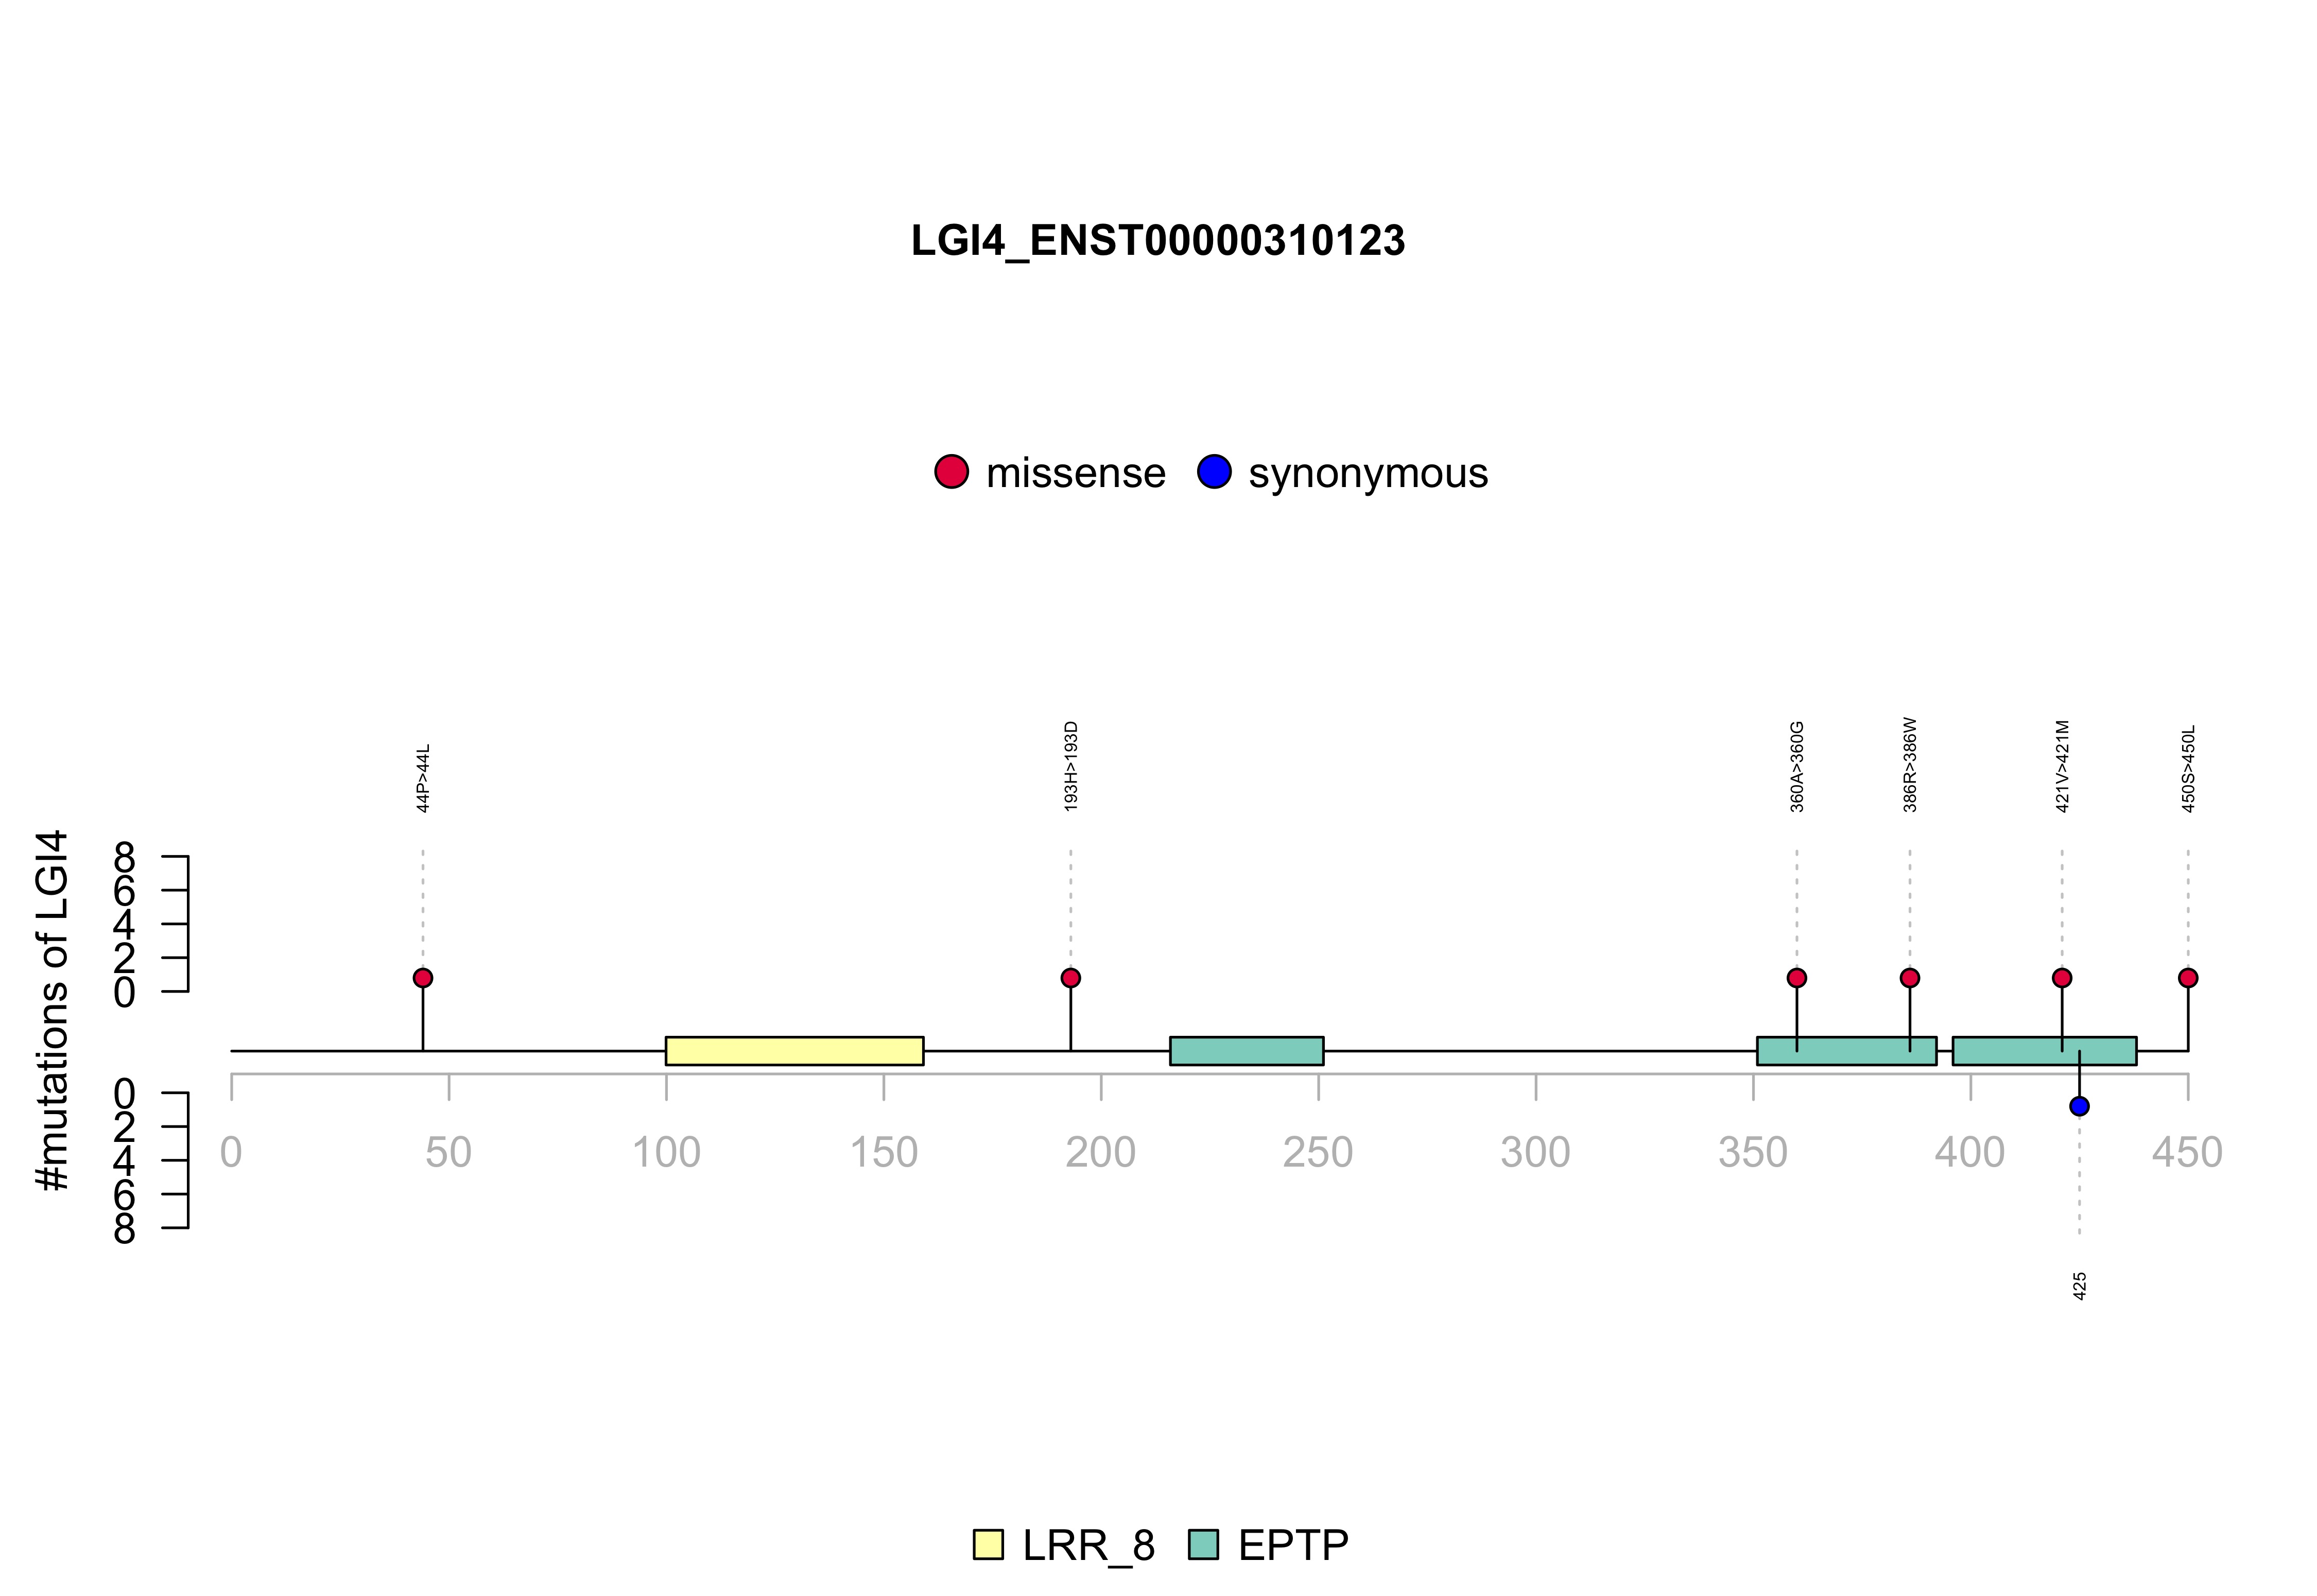 LGI4_ENST00000310123
missense synonymous
44P>44L 193H>193D 360A>360G 386R>386W 421V>421M 450S>450L
#mutations of LGI4
8
6
4
2
0
0
2
4
6
8
0 50 100 150 200 250 300 350 400 450
425
LRR_8 EPTP